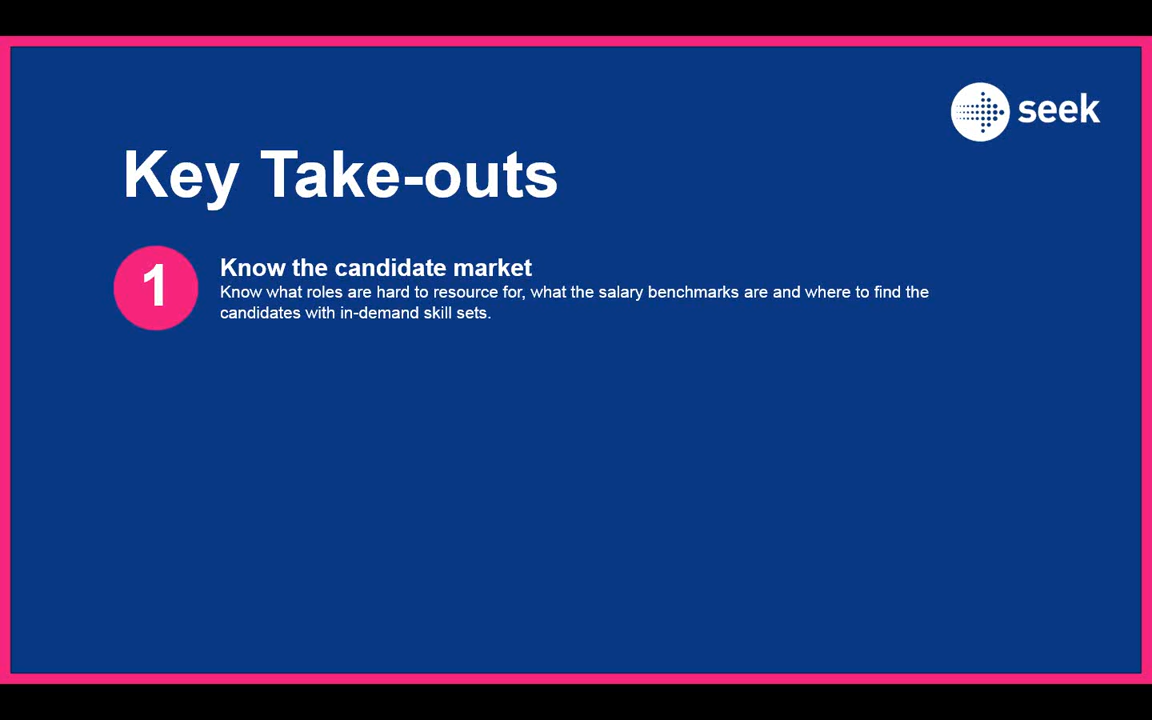 seek
Key Take-outs
1
Know the candidate market
Know what roles are hard to resource for, what the salary benchmarks are and where to find the
candidates with in-demand skill sets.